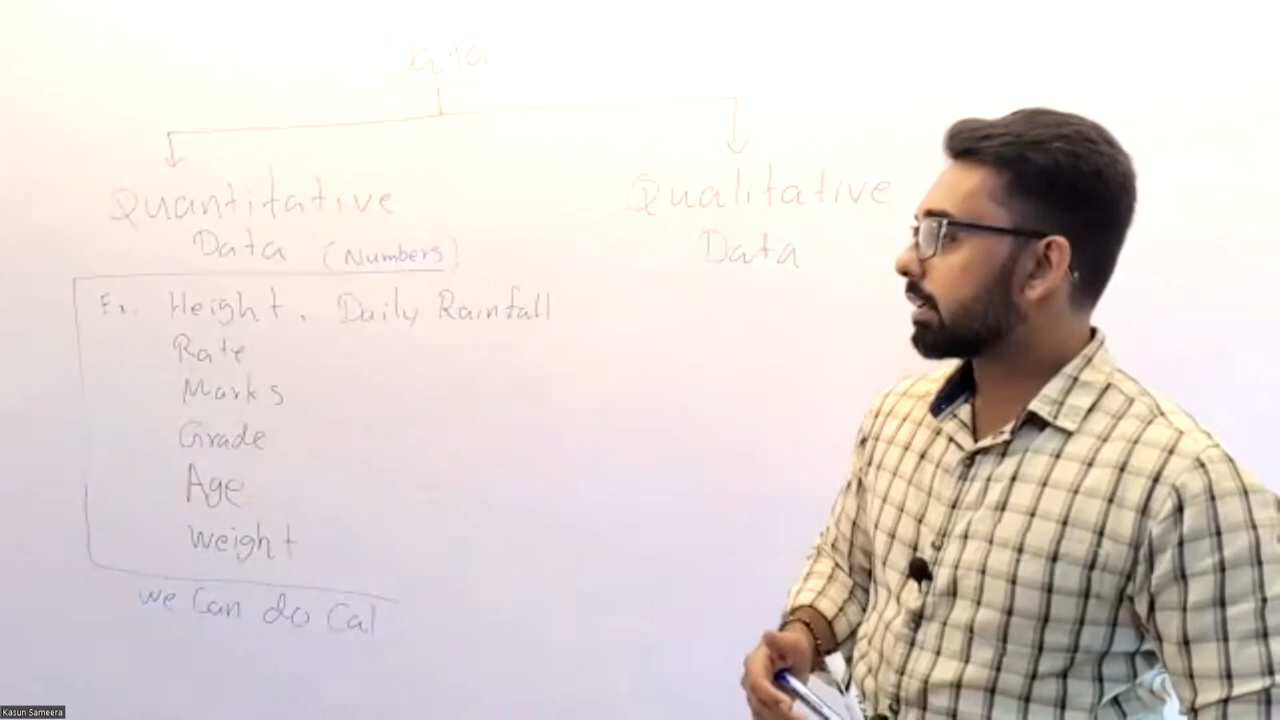 Data
Quantitative
Data (Numbers)
Qualitative
Data
Ex. Height, Daily Rainfall
Rate
Marks
Grade
Age
Weight
we Can do Cal
Kasun Sameera